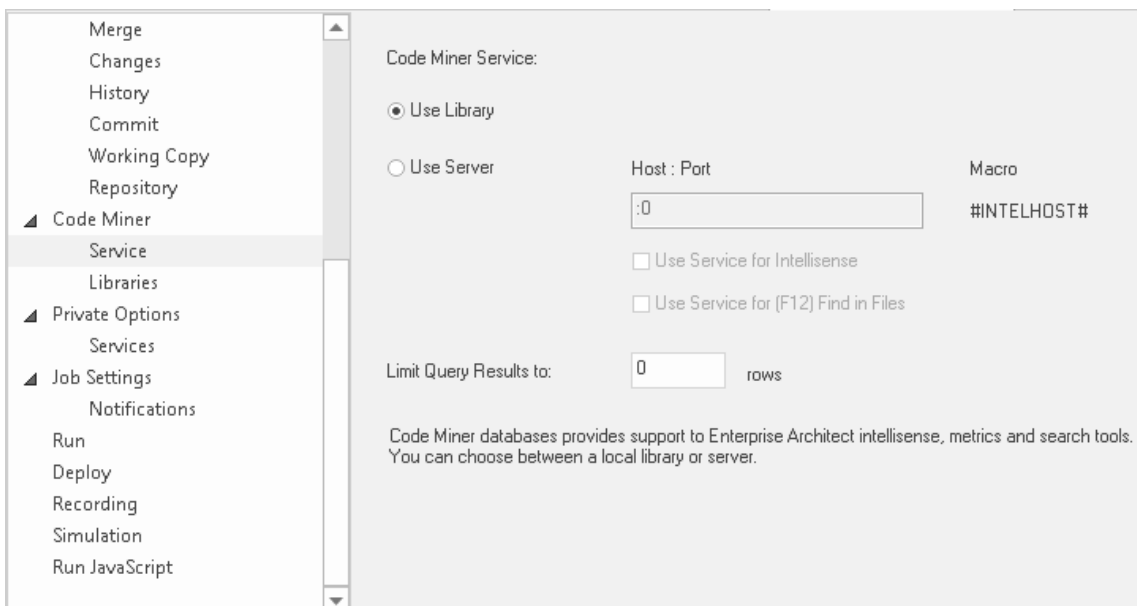 Merge
Changes
History
Commit
Working Copy
Repository
Code Miner
Service
Libraries
Private Options
Services
Job Settings
Notifications
Run
Deploy
Recording
Simulation
Run JavaScript
Code Miner Service:
Use Library
Use Server Host : Port Macro
:0 #INTELHOST#
Use Service for Intellisense
Use Service for (F12) Find in Files
Limit Query Results to: 0 rows
Code Miner databases provides support to Enterprise Architect intellisense, metrics and search tools.
You can choose between a local library or server.